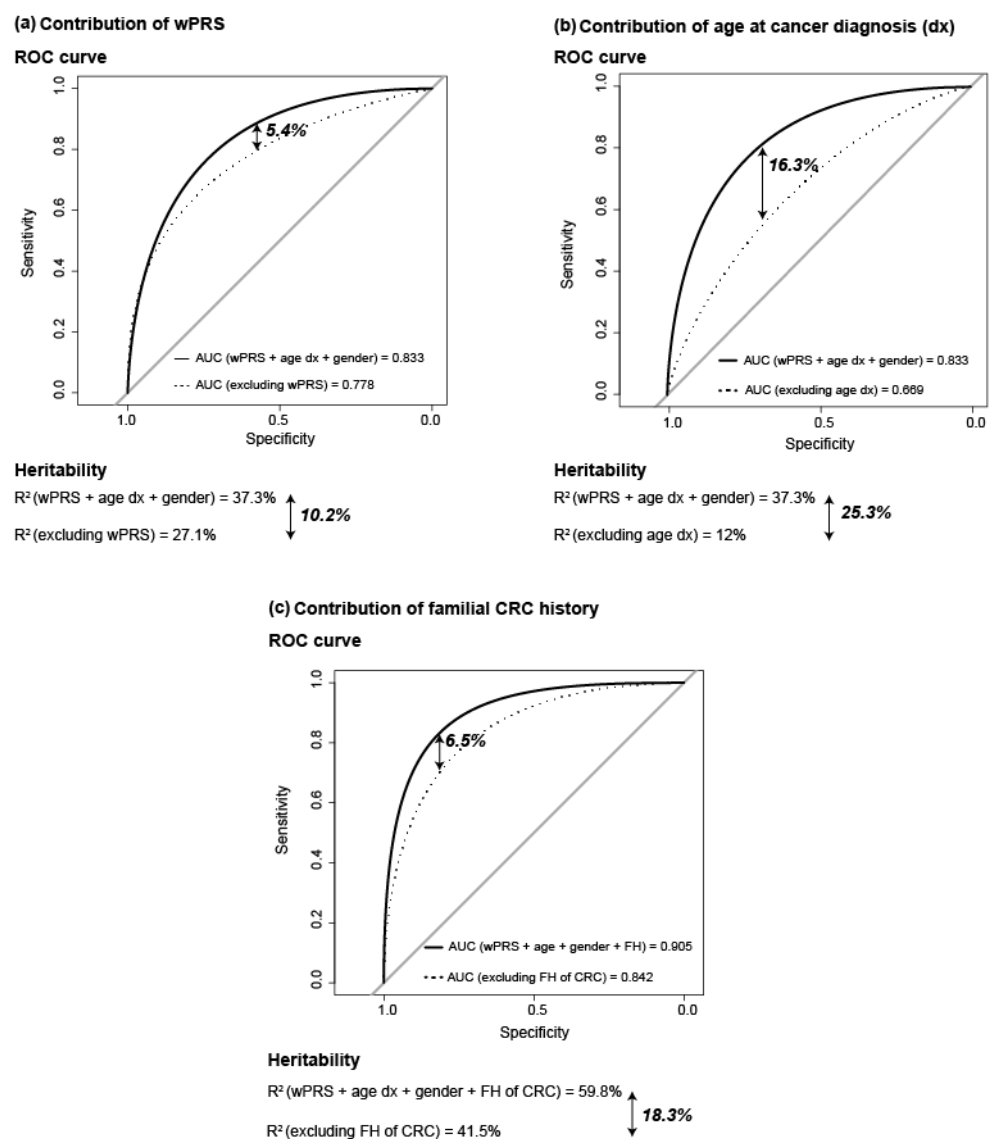 (a) Contribution of wPRS
ROC curve
1.0
0.8
0.6
0.4
0.2
0.0
Sensitivity
5.4%
AUC (wPRS + age dx + gender) = 0.833
AUC (excluding wPRS) = 0.778
1.0
0.5
0.0
Specificity
Heritability
R² (wPRS + age dx + gender) = 37.3%
10.2%
R² (excluding wPRS) = 27.1%
(b) Contribution of age at cancer diagnosis (dx)
ROC curve
1.0
0.8
0.6
0.4
0.2
0.0
Sensitivity
16.3%
AUC (wPRS + age dx + gender) = 0.833
AUC (excluding age dx) = 0.669
1.0
0.5
0.0
Specificity
Heritability
R² (wPRS + age dx + gender) = 37.3%
25.3%
R² (excluding age dx) = 12%
(c) Contribution of familial CRC history
ROC curve
1.0
0.8
0.6
0.4
0.2
0.0
Sensitivity
6.5%
AUC (wPRS + age + gender + FH) = 0.905
AUC (excluding FH of CRC) = 0.842
1.0
0.5
0.0
Specificity
Heritability
R² (wPRS + age dx + gender + FH of CRC) = 59.8%
18.3%
R² (excluding FH of CRC) = 41.5%